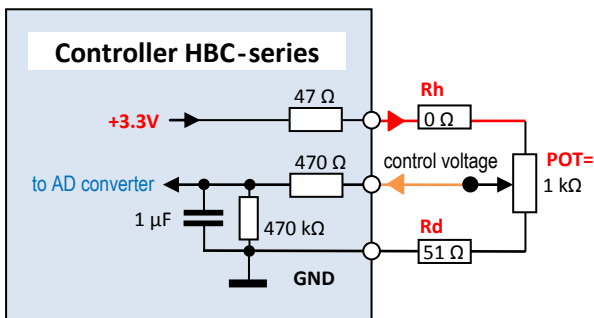 Controller HBC-series
47 Ω
Rh
+3.3V
0 Ω
470 Ω
control voltage
POT=
to AD converter
1 kΩ
1 µF
470 kΩ
Rd
51 Ω
GND